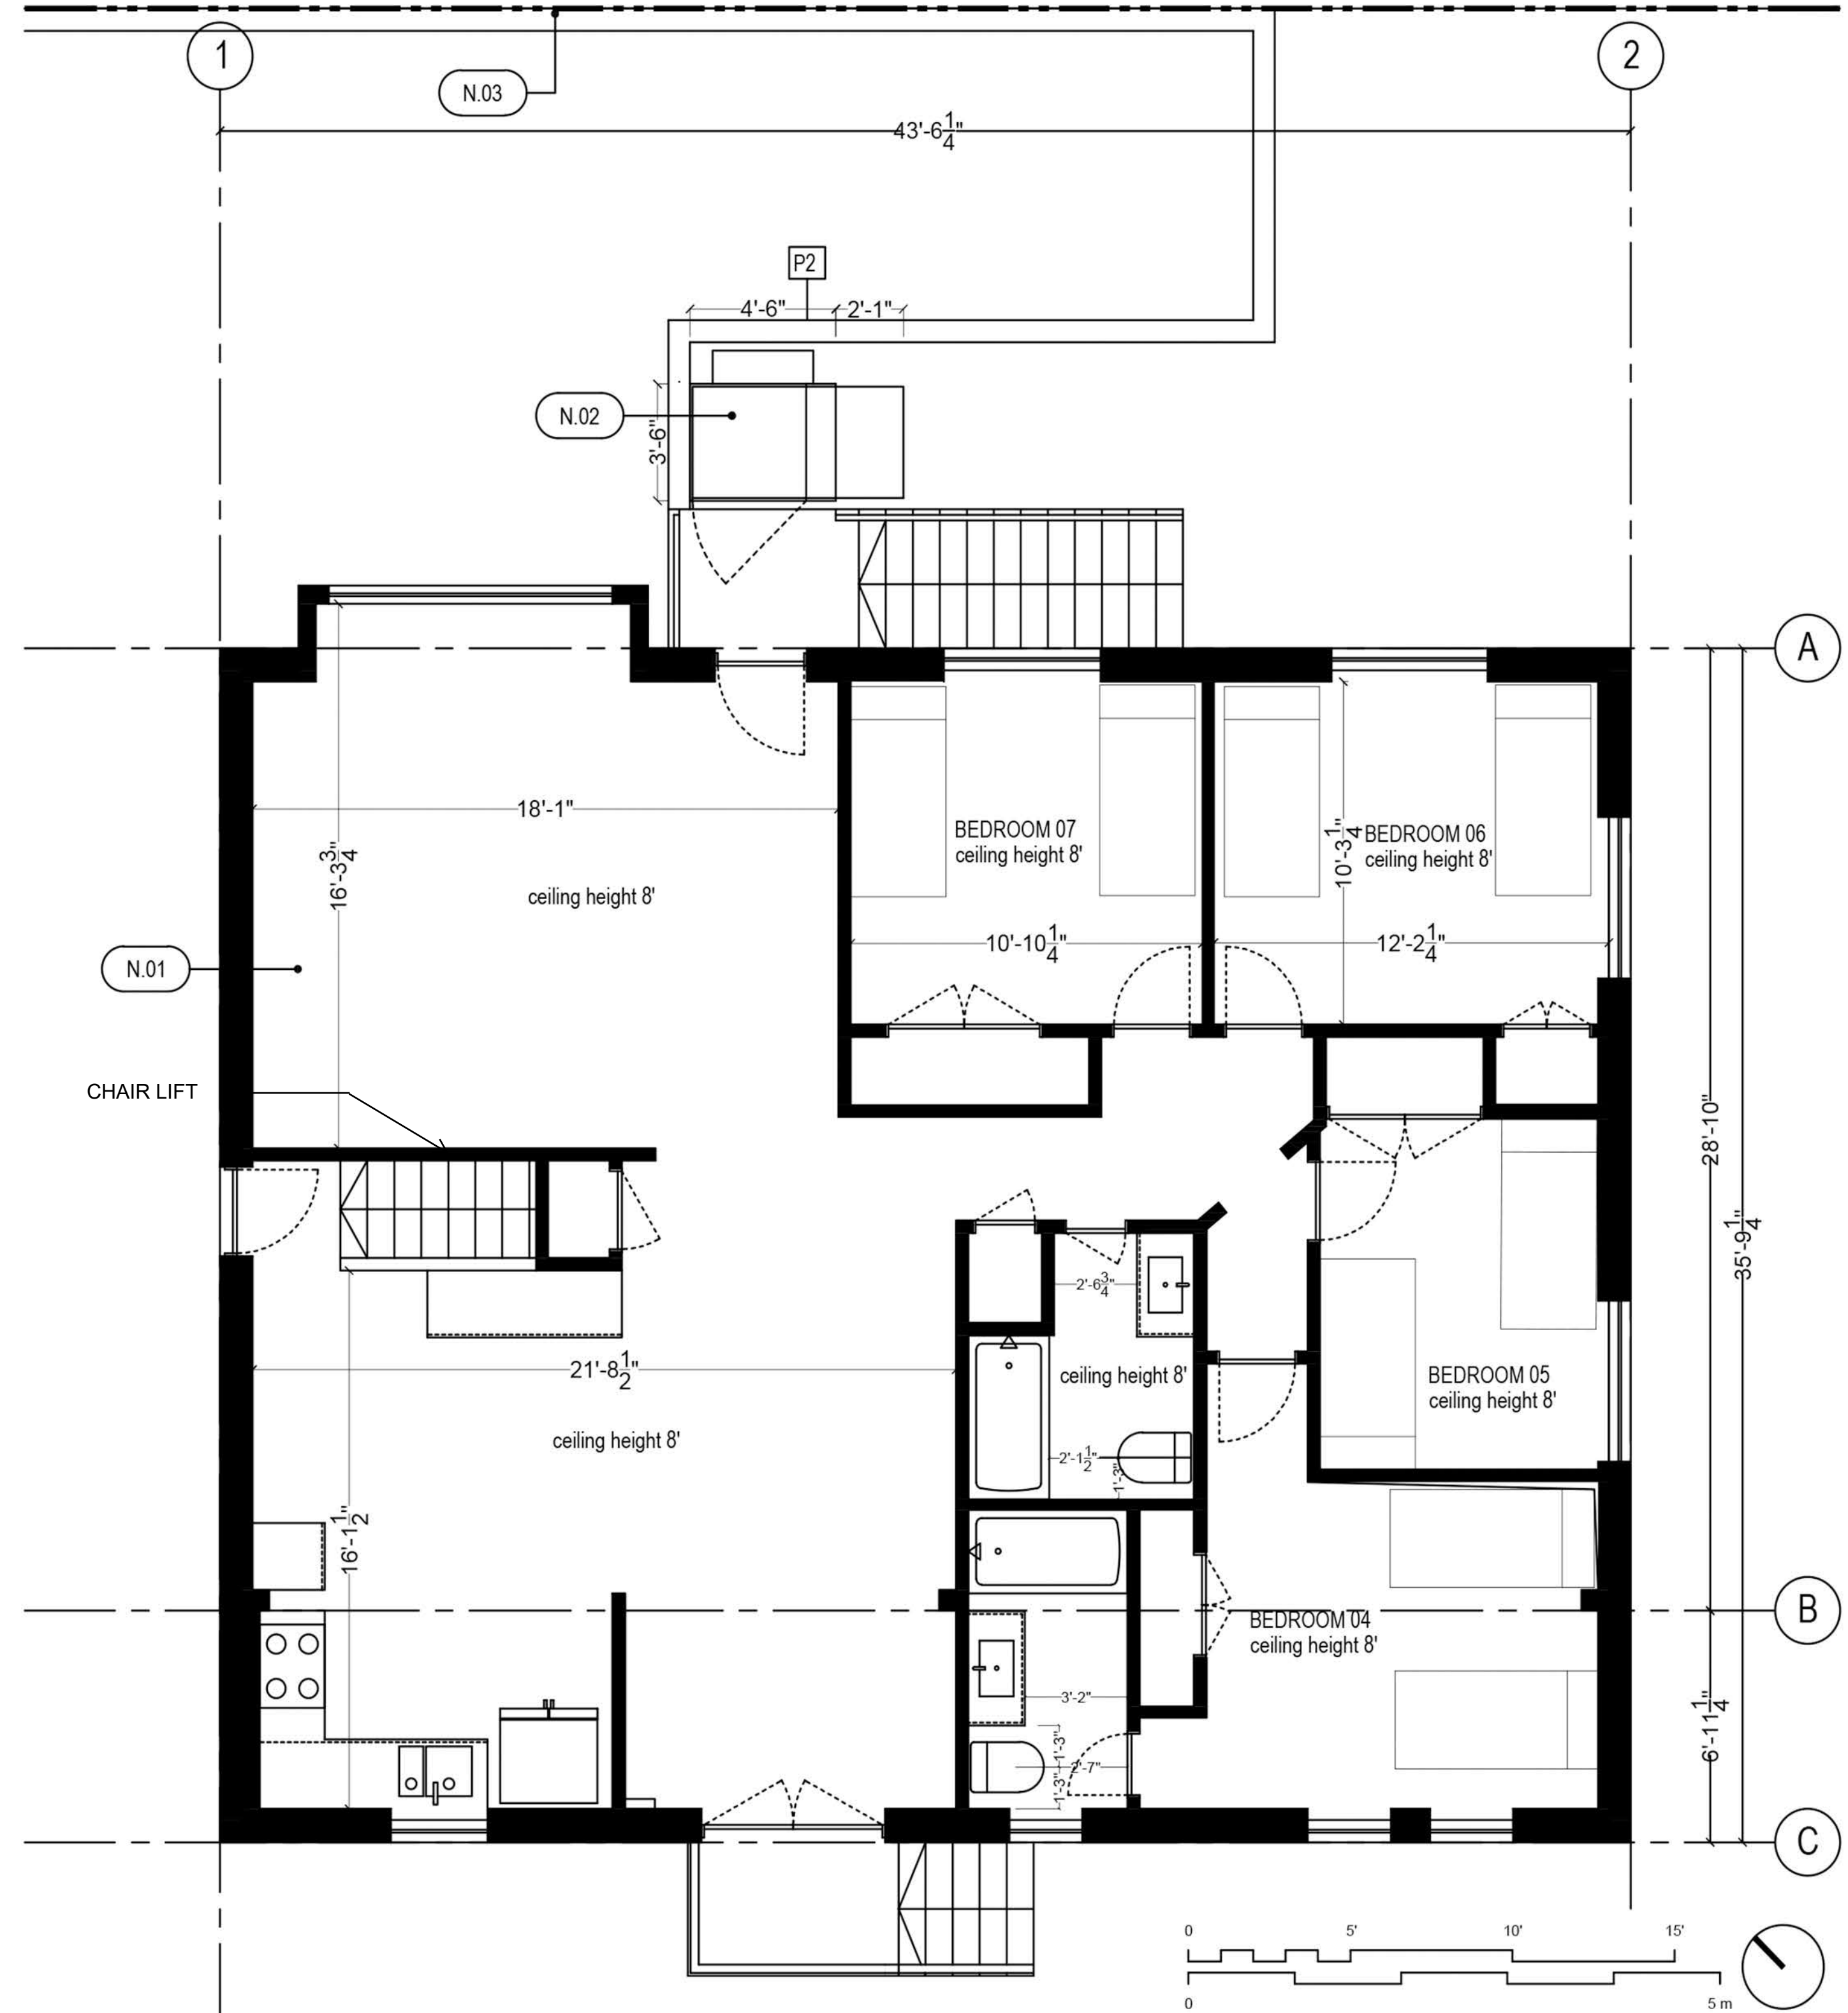 1
2
N.03
43'-6 1/4"
P2
4'-6"
2'-1"
N.02
3'-6"
A
18'-1"
16'-3 3/4"
ceiling height 8'
BEDROOM 07
ceiling height 8'
10'-3 1/4"
BEDROOM 06
ceiling height 8'
10'-10 1/4"
12'-2 1/4"
N.01
CHAIR LIFT
28'-10"
35'-9 1/4"
2'-6 3/4"
21'-8 1/2"
ceiling height 8'
BEDROOM 05
ceiling height 8'
ceiling height 8'
2'-1 1/2"
1'-3"
16'-1 1/2"
B
BEDROOM 04
ceiling height 8'
3'-2"
6'-11 1/4"
1'-3"
2'-7"
1'-3"
C
0
5'
10'
15'
0
5 m